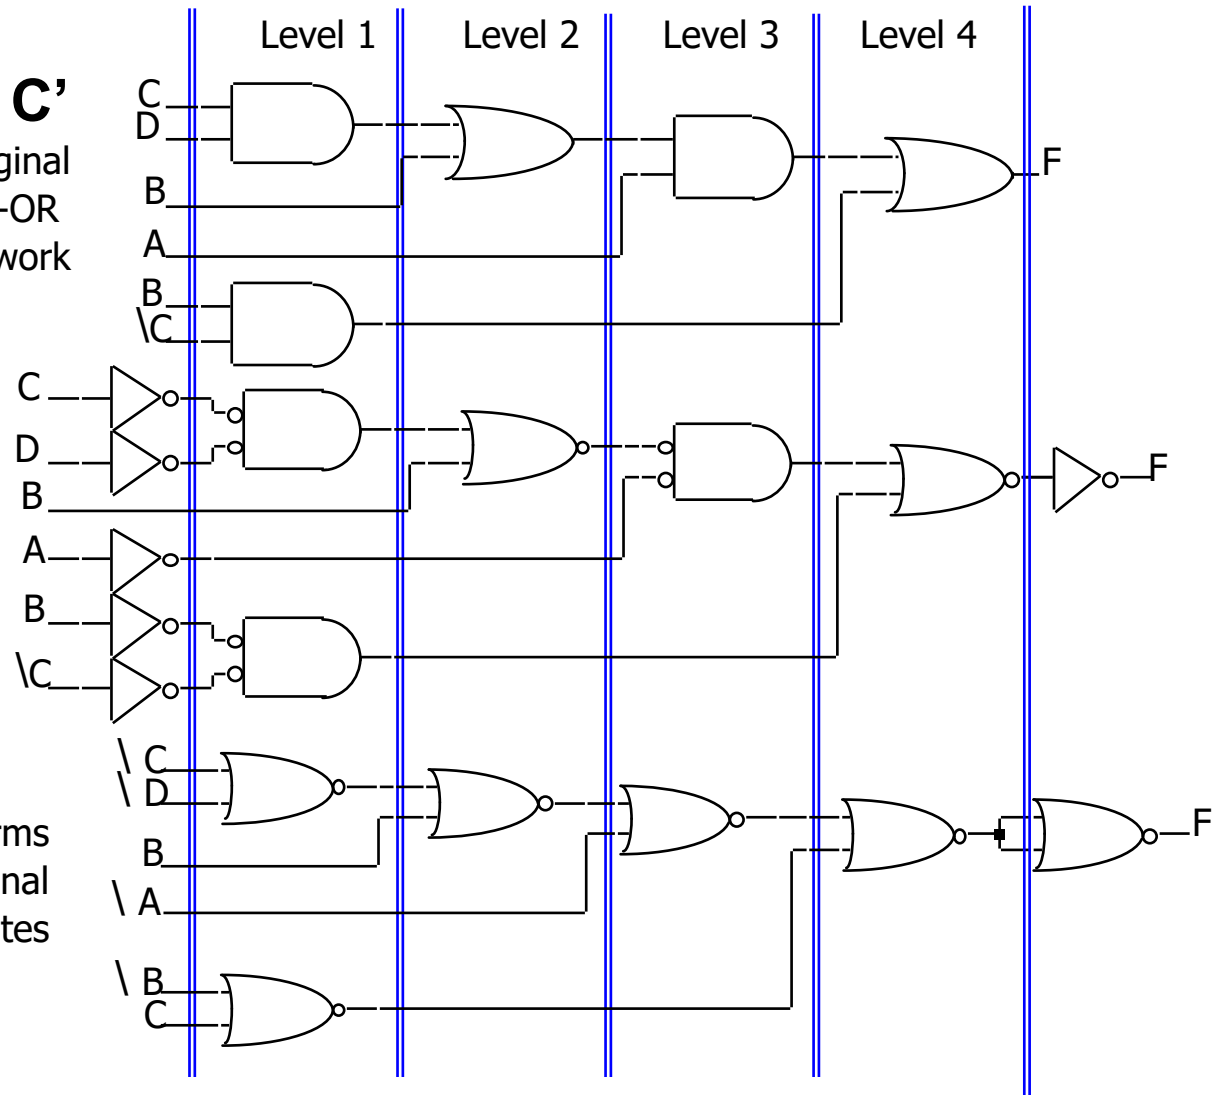 Level 1 Level 2 Level 3 Level 4
C’
ginal
-OR
work
C
D
B
A
B
\C
F
C
D
B
A
B
\C
F
\ C
\ D
B
\ A
\ B
C
F
rms
nal
tes